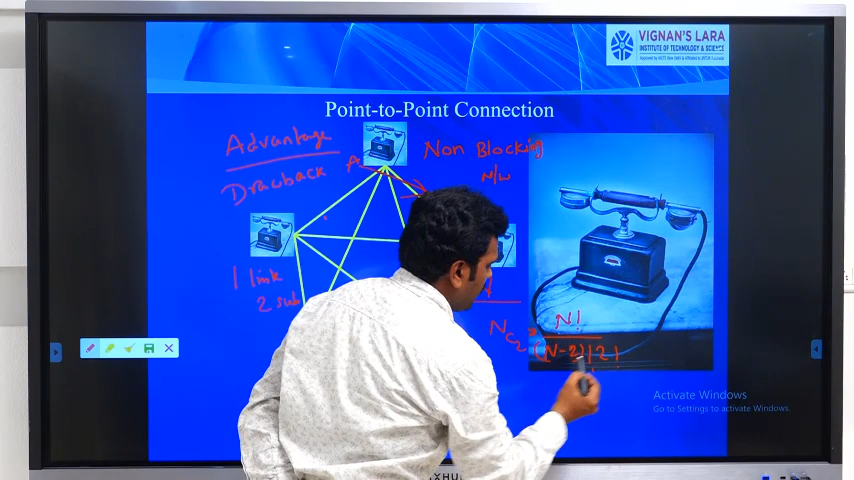 VIGNAN'S LARA
INSTITUTE OF TECHNOLOGY & SCIENCE
Point-to-Point Connection
Advantage
Drawback
A
Non Blocking
N/W
1 link
2 sub
N C2 = N!
(N-2)! 2!
Activate Windows
Go to Settings to activate Windows.